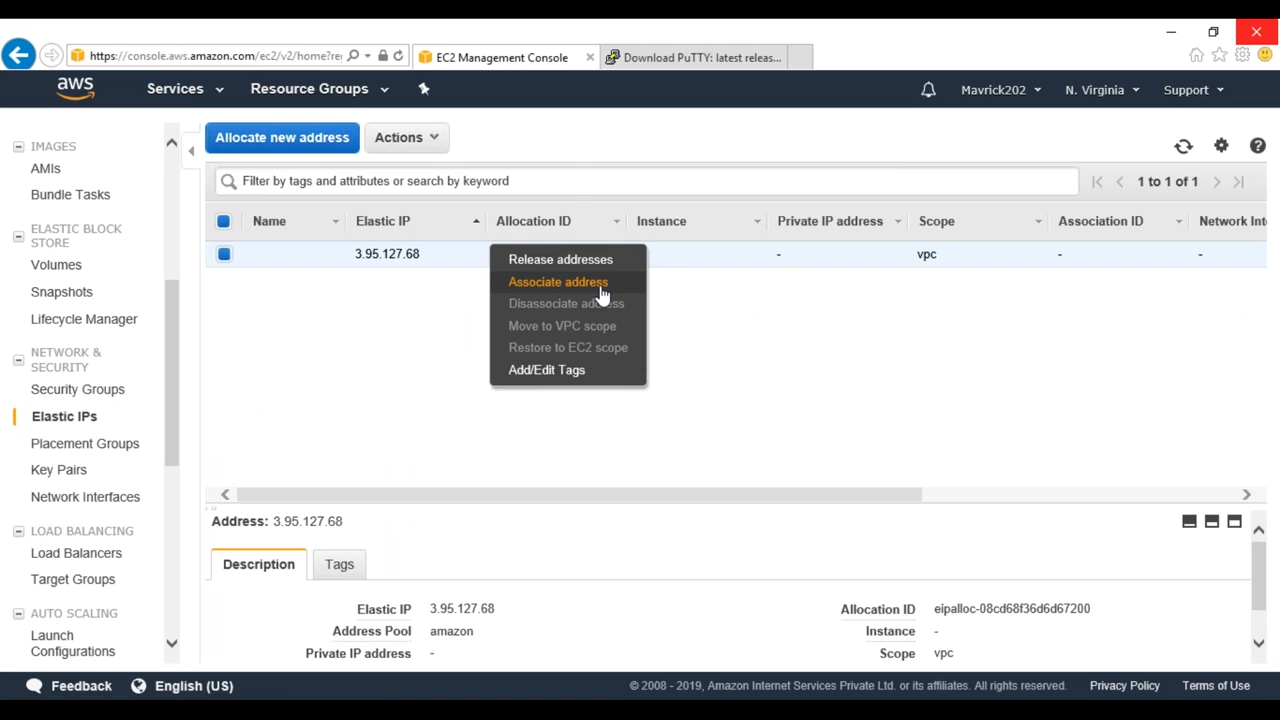 https://console.aws.amazon.com/ec2/v2/home?re
EC2 Management Console
Download PuTTY: latest releas...
aws
Services
Resource Groups
Mavrick202
N. Virginia
Support
IMAGES
AMIs
Bundle Tasks
ELASTIC BLOCK
STORE
Volumes
Snapshots
Lifecycle Manager
NETWORK &
SECURITY
Security Groups
Elastic IPs
Placement Groups
Key Pairs
Network Interfaces
LOAD BALANCING
Load Balancers
Target Groups
AUTO SCALING
Launch
Configurations
Allocate new address
Actions
Filter by tags and attributes or search by keyword
1 to 1 of 1
Name Elastic IP Allocation ID Instance Private IP address Scope Association ID Network Int
3.95.127.68 - vpc - -
Release addresses
Associate address
Disassociate address
Move to VPC scope
Restore to EC2 scope
Add/Edit Tags
Address: 3.95.127.68
Description
Tags
Elastic IP 3.95.127.68
Address Pool amazon
Private IP address -
Allocation ID eipalloc-08cd68f36d6d67200
Instance -
Scope vpc
Feedback
English (US)
© 2008 - 2019, Amazon Internet Services Private Ltd. or its affiliates. All rights reserved.
Privacy Policy
Terms of Use